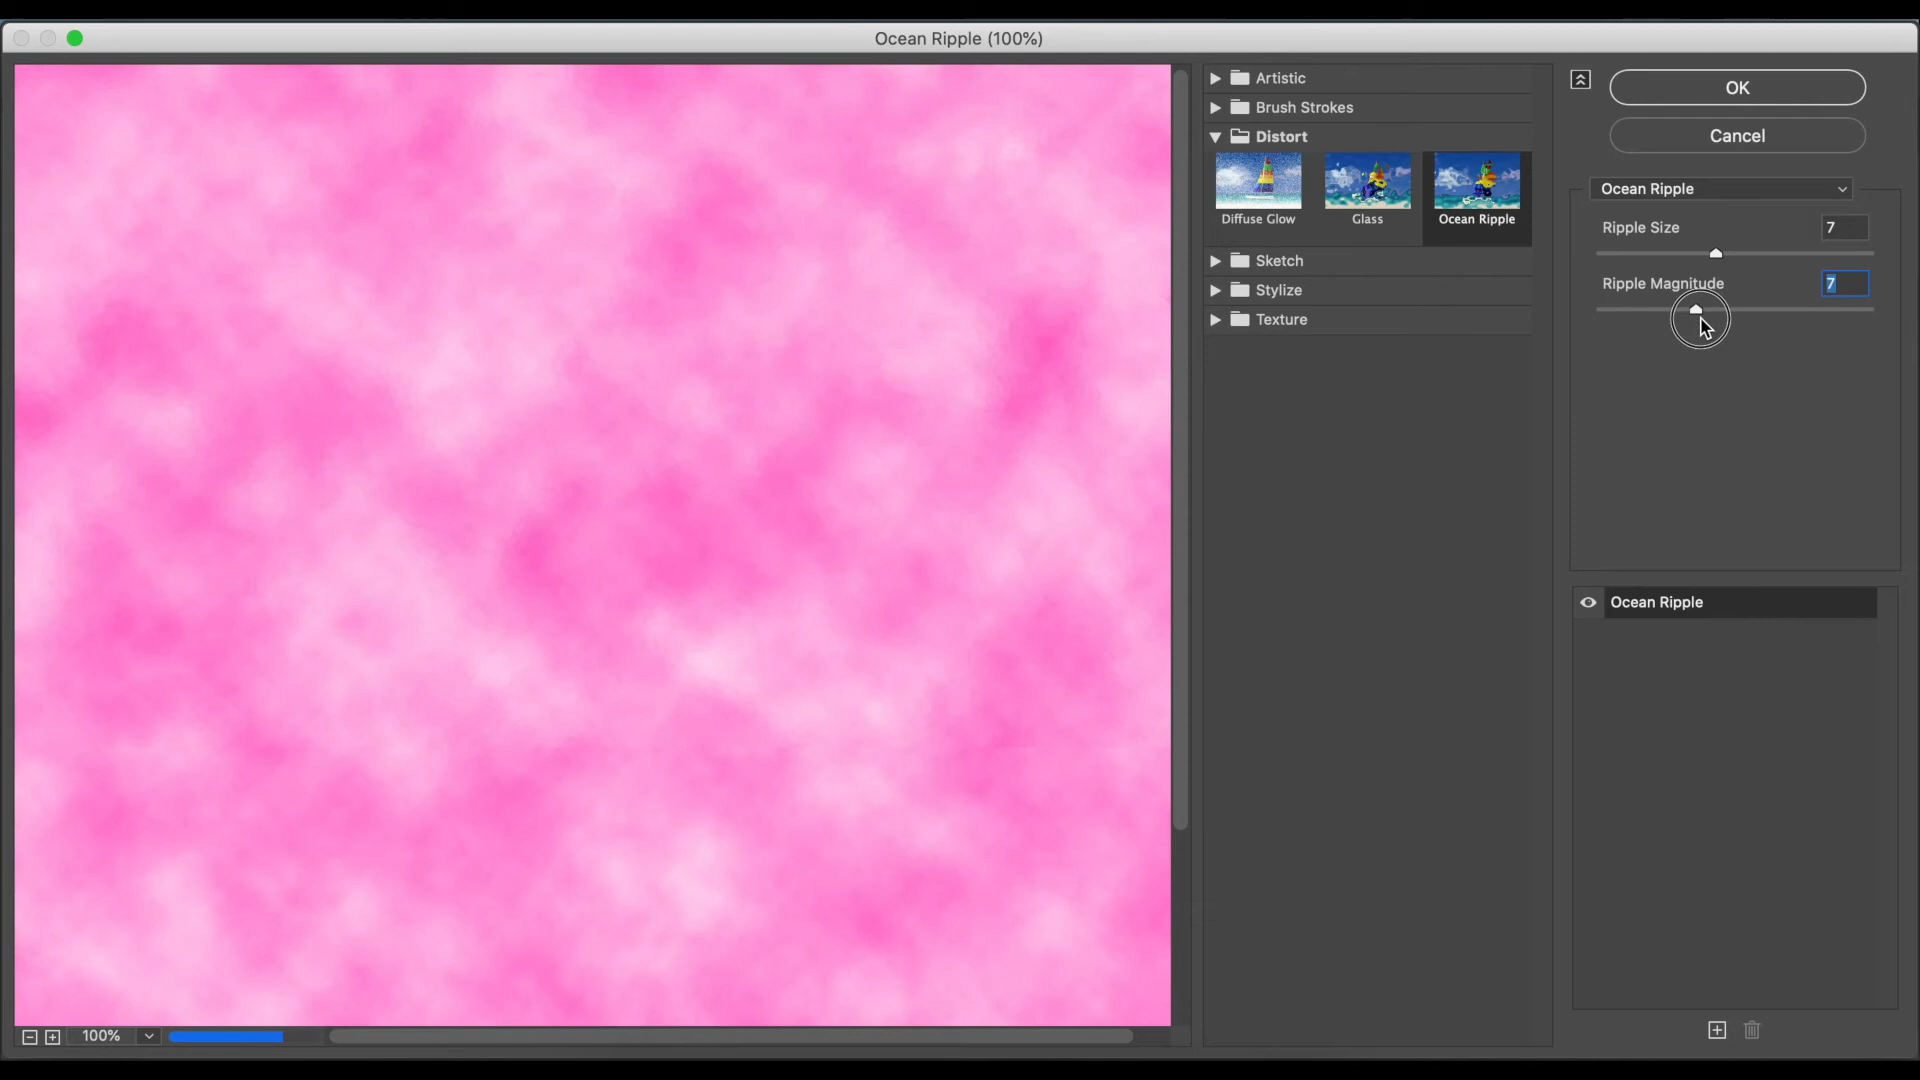 Ocean Ripple (100%)
Artistic
Brush Strokes
Distort
Diffuse Glow
Glass
Ocean Ripple
Sketch
Stylize
Texture
OK
Cancel
Ocean Ripple
Ripple Size 7
Ripple Magnitude 7
Ocean Ripple
100%